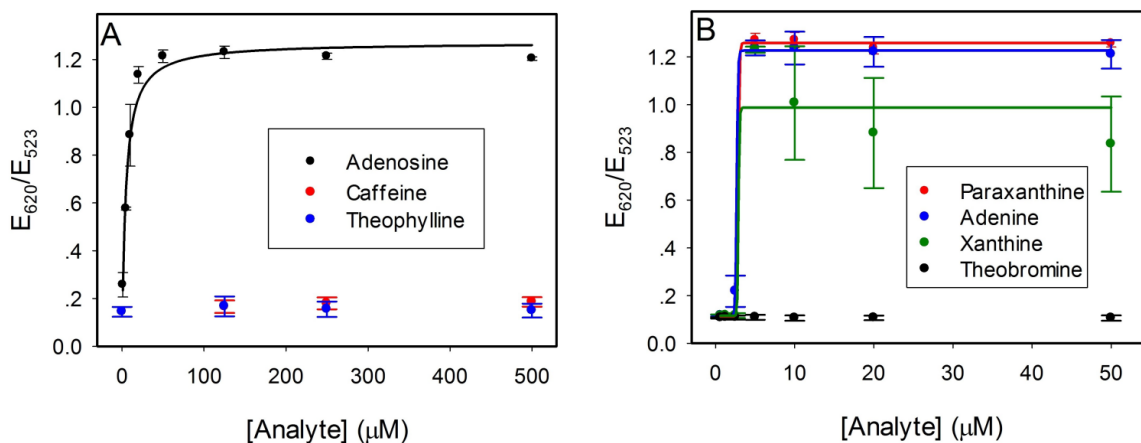 A
E620/E523
1.2
1.0
.8
.6
.4
.2
0.0
Adenosine
Caffeine
Theophylline
0
100
200
300
400
500
[Analyte] (μM)
B
E620/E523
1.2
1.0
.8
.6
.4
.2
0.0
Paraxanthine
Adenine
Xanthine
Theobromine
0
10
20
30
40
50
[Analyte] (μM)